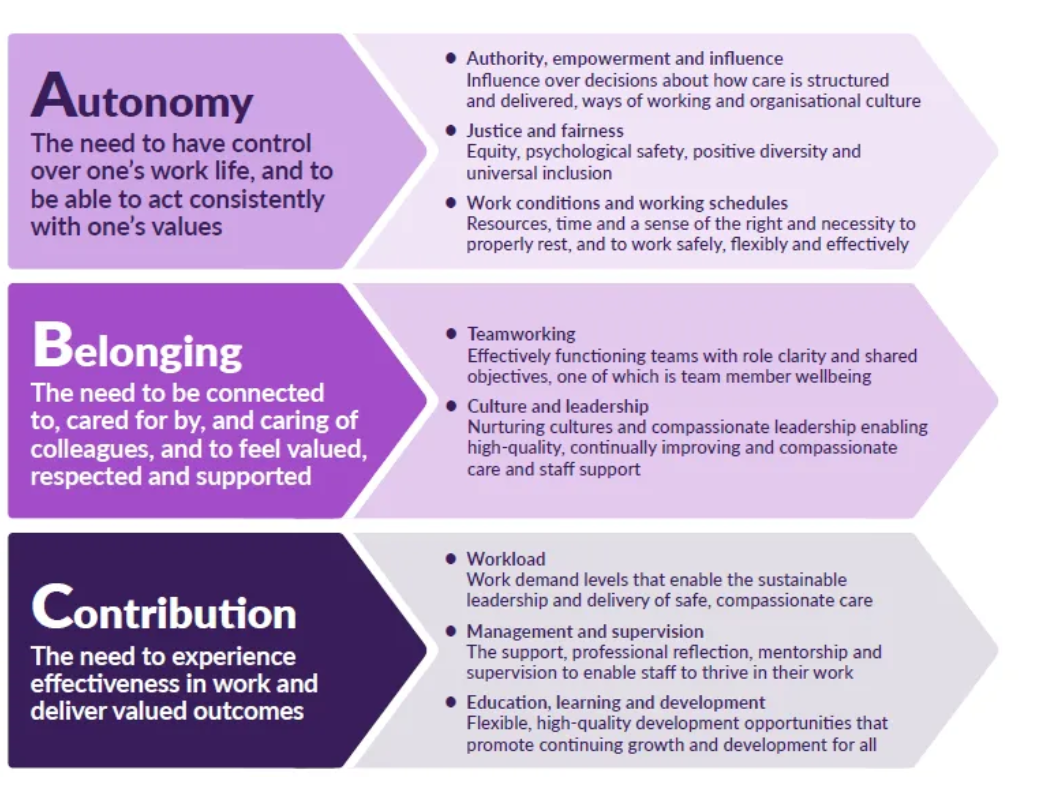 Autonomy
The need to have control
over one's work life, and to
be able to act consistently
with one's values
● Authority, empowerment and influence
Influence over decisions about how care is structured
and delivered, ways of working and organisational culture
● Justice and fairness
Equity, psychological safety, positive diversity and
universal inclusion
● Work conditions and working schedules
Resources, time and a sense of the right and necessity to
properly rest, and to work safely, flexibly and effectively
Belonging
The need to be connected
to, cared for by, and caring of
colleagues, and to feel valued,
respected and supported
● Teamworking
Effectively functioning teams with role clarity and shared
objectives, one of which is team member wellbeing
● Culture and leadership
Nurturing cultures and compassionate leadership enabling
high-quality, continually improving and compassionate
care and staff support
Contribution
The need to experience
effectiveness in work and
deliver valued outcomes
● Workload
Work demand levels that enable the sustainable
leadership and delivery of safe, compassionate care
● Management and supervision
The support, professional reflection, mentorship and
supervision to enable staff to thrive in their work
● Education, learning and development
Flexible, high-quality development opportunities that
promote continuing growth and development for all